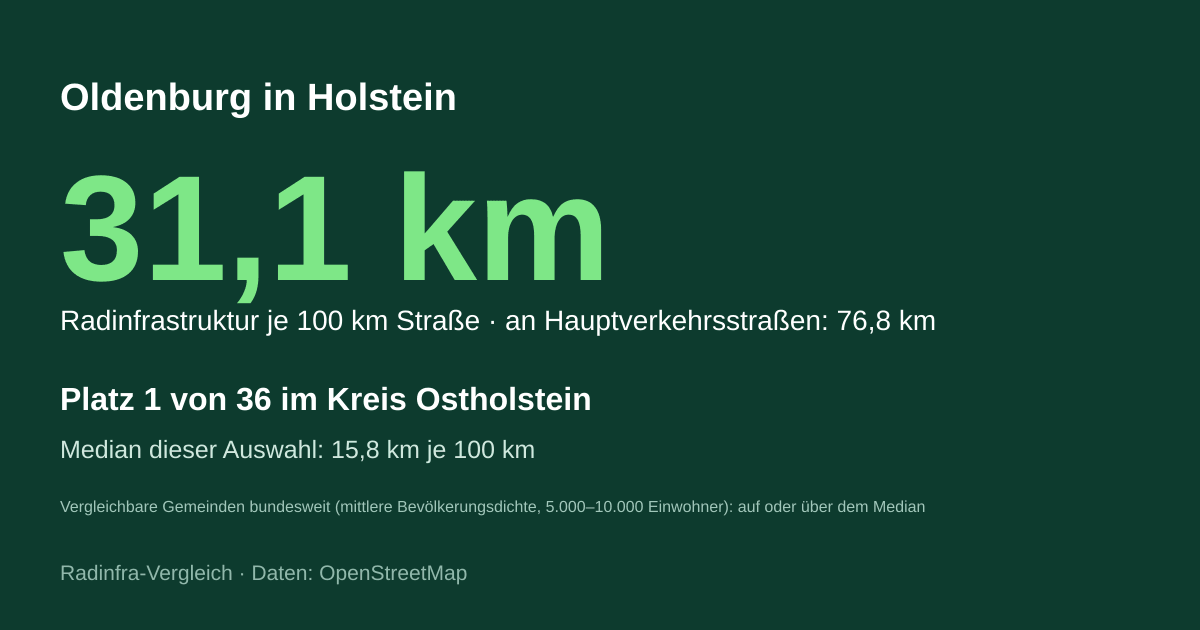 Oldenburg in Holstein
31,1 km
Radinfrastruktur je 100 km Straße · an Hauptverkehrsstraßen: 76,8 km
Platz 1 von 36 im Kreis Ostholstein
Median dieser Auswahl: 15,8 km je 100 km
Vergleichbare Gemeinden bundesweit (mittlere Bevölkerungsdichte, 5.000–10.000 Einwohner): auf oder über dem Median
Radinfra-Vergleich · Daten: OpenStreetMap